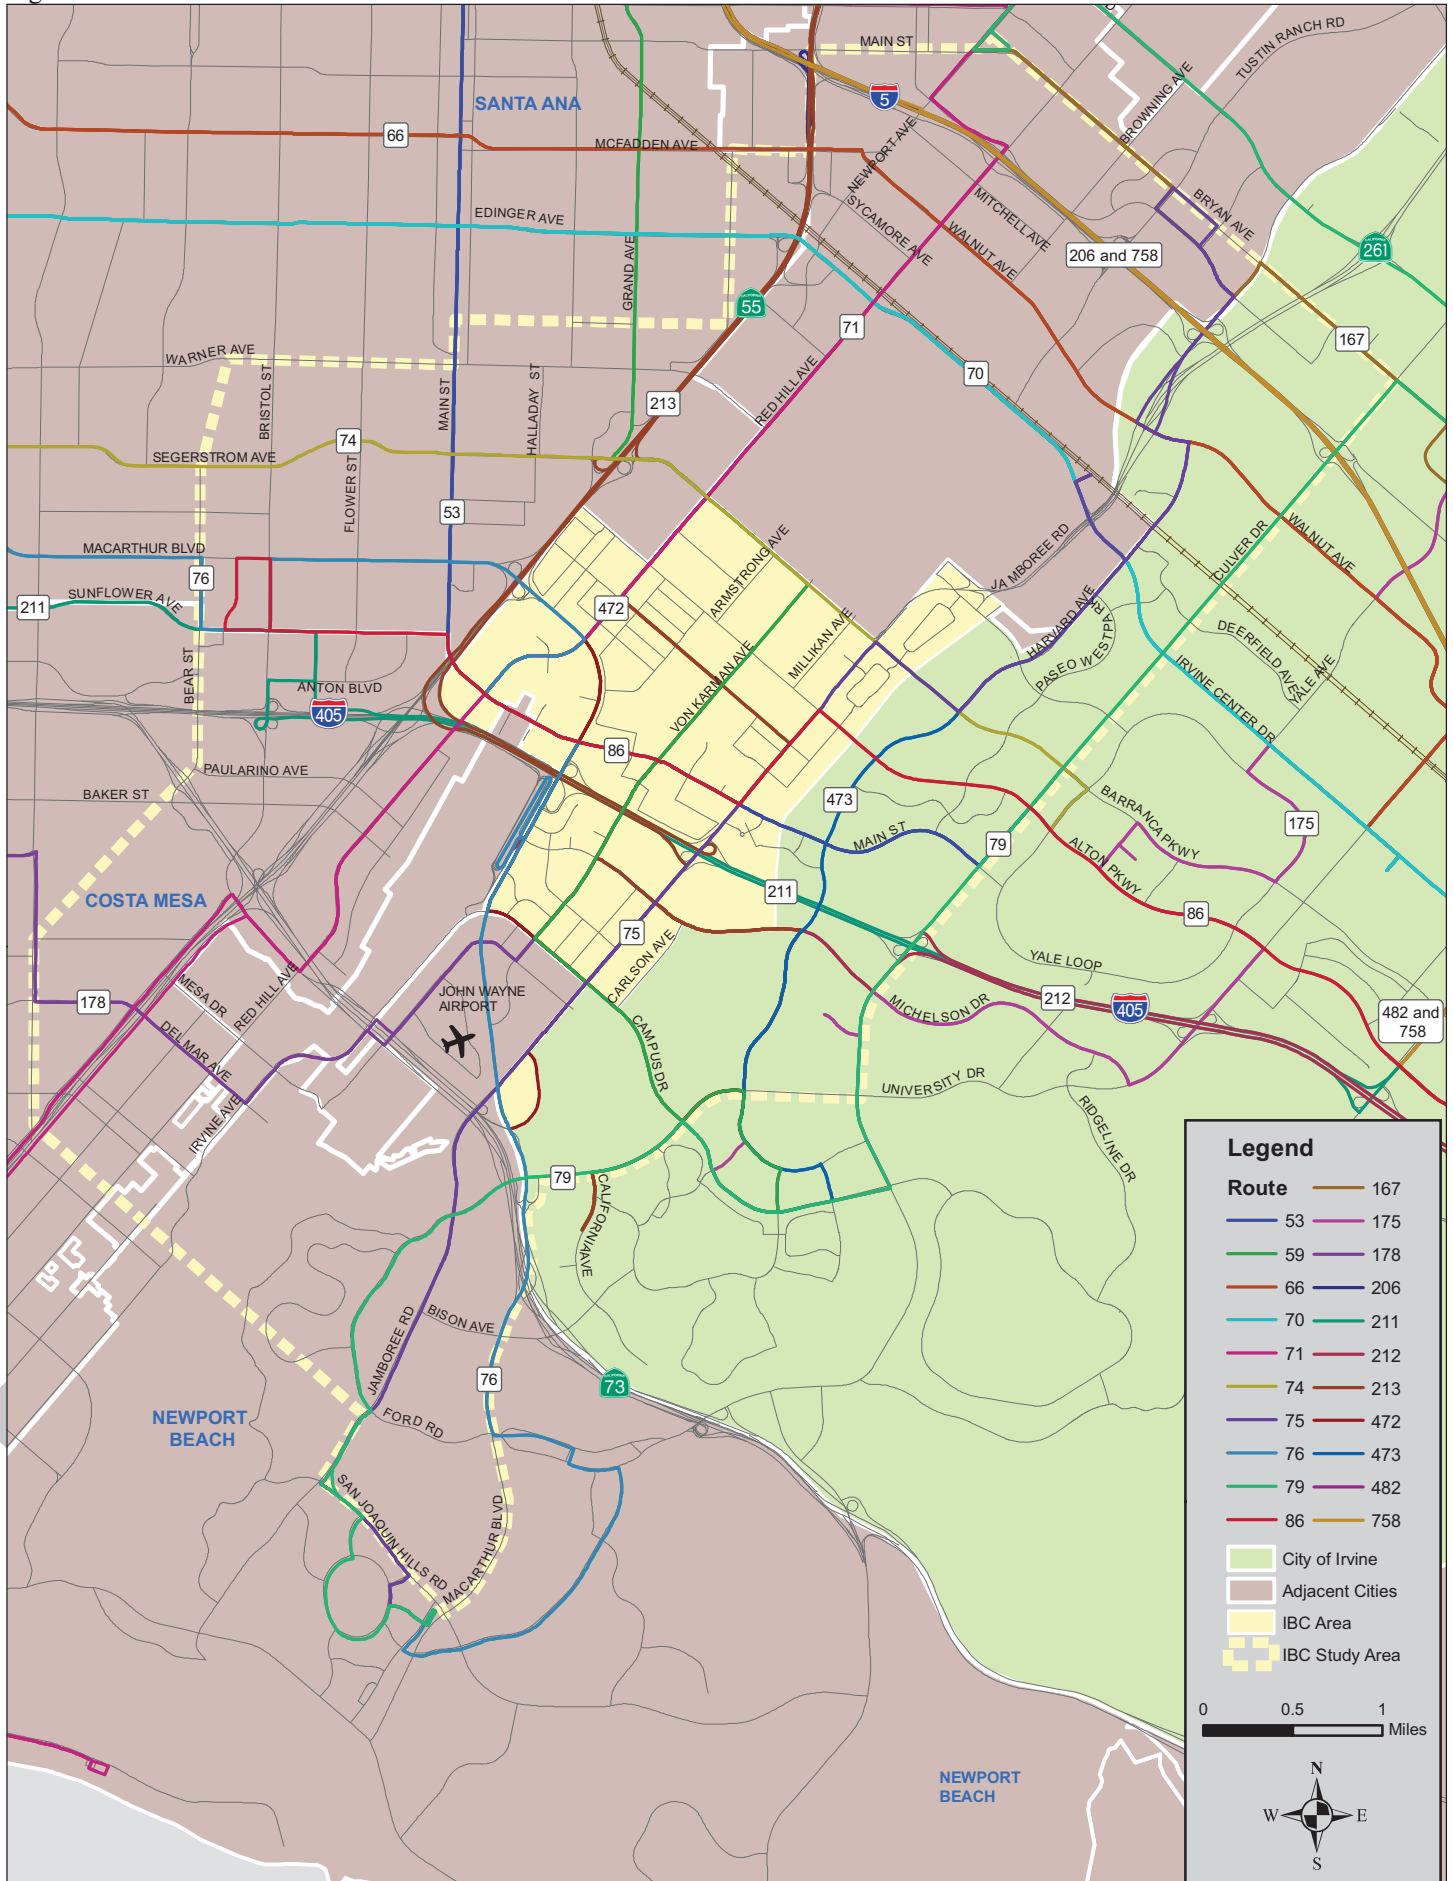 MAIN ST
TUSTIN RANCH RD
SANTA ANA
5
BROWNING AVE
66
MCFADDEN AVE
NEWPORT AVE
MITCHELL AVE
BRYAN AVE
EDINGER AVE
SYCAMORE AVE
WALNUT AVE
206 and 758
CALIFORNIA
261
GRAND AVE
CALIFORNIA
55
71
167
WARNER AVE
BRISTOL ST
MAIN ST
HALLADAY ST
RED HILL AVE
70
213
74
SEGERSTROM AVE
FLOWER ST
53
MACARTHUR BLVD
ARMSTRONG AVE
JAMBOREE RD
CULVER DR
WALNUT AVE
76
SUNFLOWER AVE
211
472
MILLIKAN AVE
HARVARD AVE
PASEO WESTPARK
DEERFIELD AVE
YALE AVE
BEAR ST
ANTON BLVD
VON KARMAN AVE
IRVINE CENTER DR
405
86
PAULARINO AVE
BAKER ST
473
BARRANCA PKWY
175
MAIN ST
79
ALTON PKWY
COSTA MESA
211
86
75
CARLSON AVE
YALE LOOP
MESA DR
RED HILL AVE
JOHN WAYNE
AIRPORT
178
MICHELSON DR
212
405
482 and
758
DEL MAR AVE
CAMPUS DR
UNIVERSITY DR
IRVINE AVE
RIDGELINE DR
79
CALIFORNIA AVE
BISON AVE
JAMBOREE RD
76
CALIFORNIA
73
NEWPORT
BEACH
FORD RD
SAN JOAQUIN HILLS RD
MACARTHUR BLVD
NEWPORT
BEACH
Legend
Route
167
53
175
59
178
66
206
70
211
71
212
74
213
75
472
76
473
79
482
86
758
City of Irvine
Adjacent Cities
IBC Area
IBC Study Area
0 0.5 1
Miles
N
W E
S